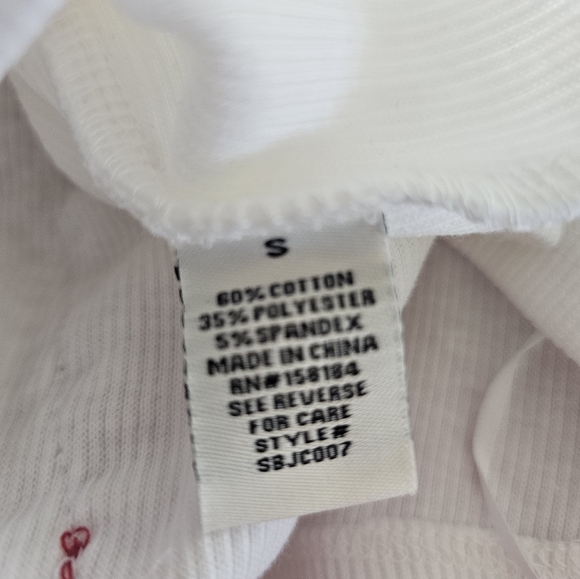 S
60% COTTON
35% POLYESTER
5% SPANDEX
MADE IN CHINA
RN#158184
SEE REVERSE
FOR CARE
STYLE#
SBJC007